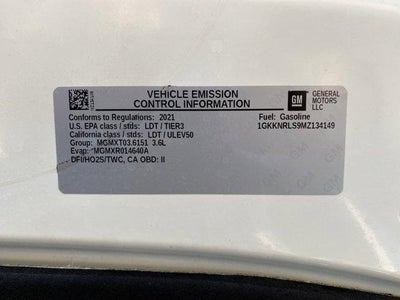 VEHICLE EMISSION
CONTROL INFORMATION
GM
GENERAL
MOTORS
LLC
Conforms to Regulations: 2021
Fuel: Gasoline
U.S. EPA class / stds: LDT / TIER3
1GKKNRLS9MZ134149
California class / stds: LDT / ULEV50
Group: MGMXT03.6151 3.6L
Evap: *MGMXR014640A
DFI/HO2S/TWC, CA OBD: II